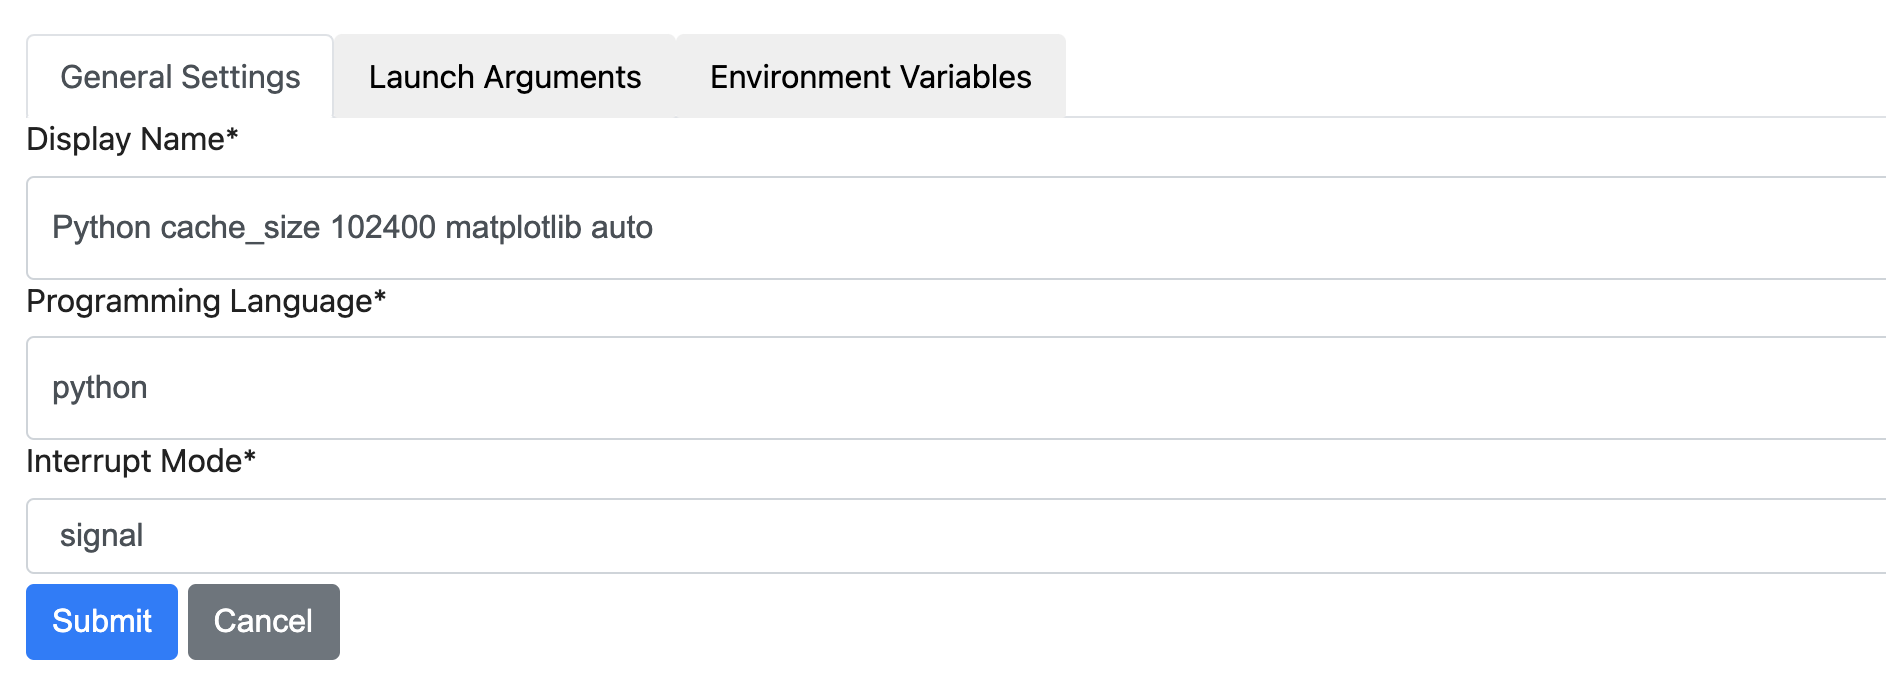 General Settings Launch Arguments Environment Variables
Display Name*
Python cache_size 102400 matplotlib auto
Programming Language*
python
Interrupt Mode*
signal
Submit Cancel